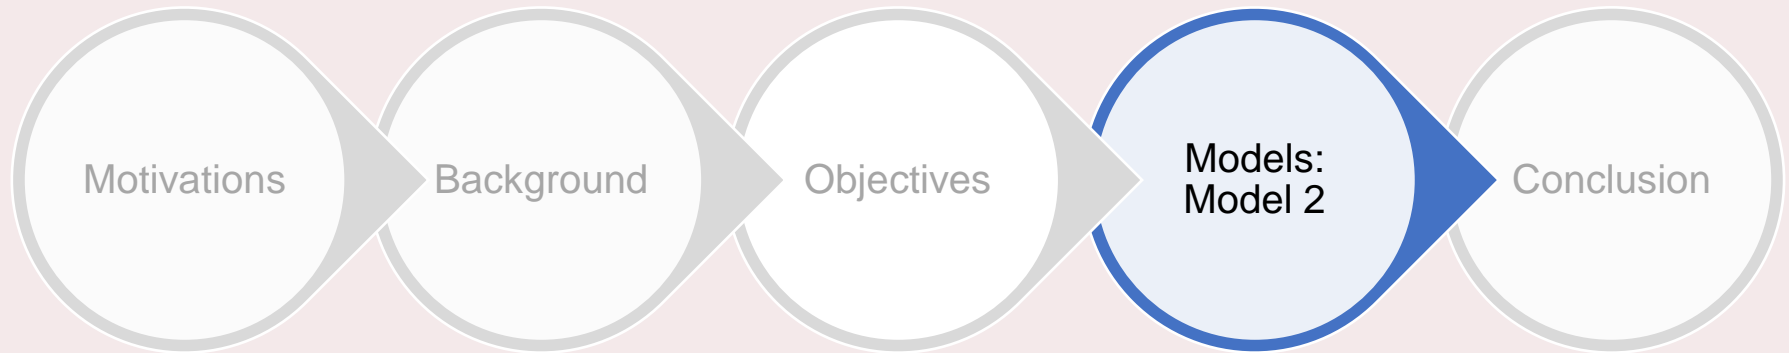 Motivations
Background
Objectives
Models:
Model 2
Conclusion